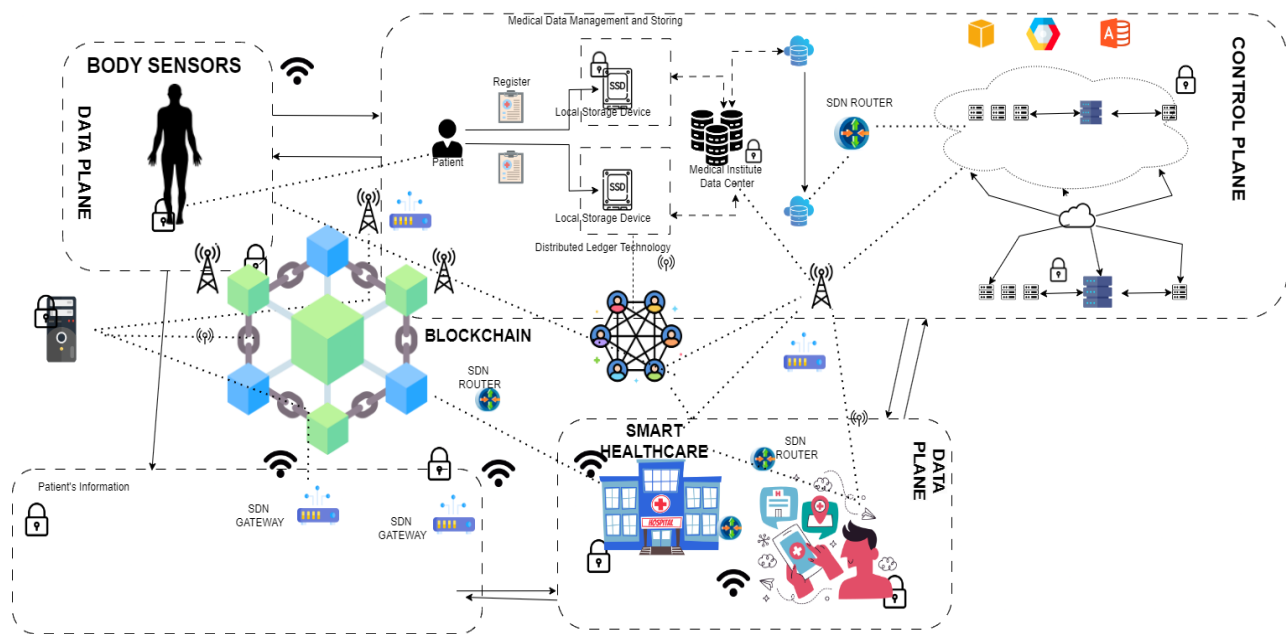 Medical Data Management and Storing
BODY SENSORS
DATA PLANE
CONTROL PLANE
Register
SSD
Local Storage Device
SDN ROUTER
Patient
Medical Institute
Data Center
SSD
Local Storage Device
Distributed Ledger Technology
BLOCKCHAIN
SDN
ROUTER
SMART
HEALTHCARE
SDN
ROUTER
DATA
PLANE
Patient's Information
SDN
GATEWAY
SDN
GATEWAY
H
HOSPITAL
A